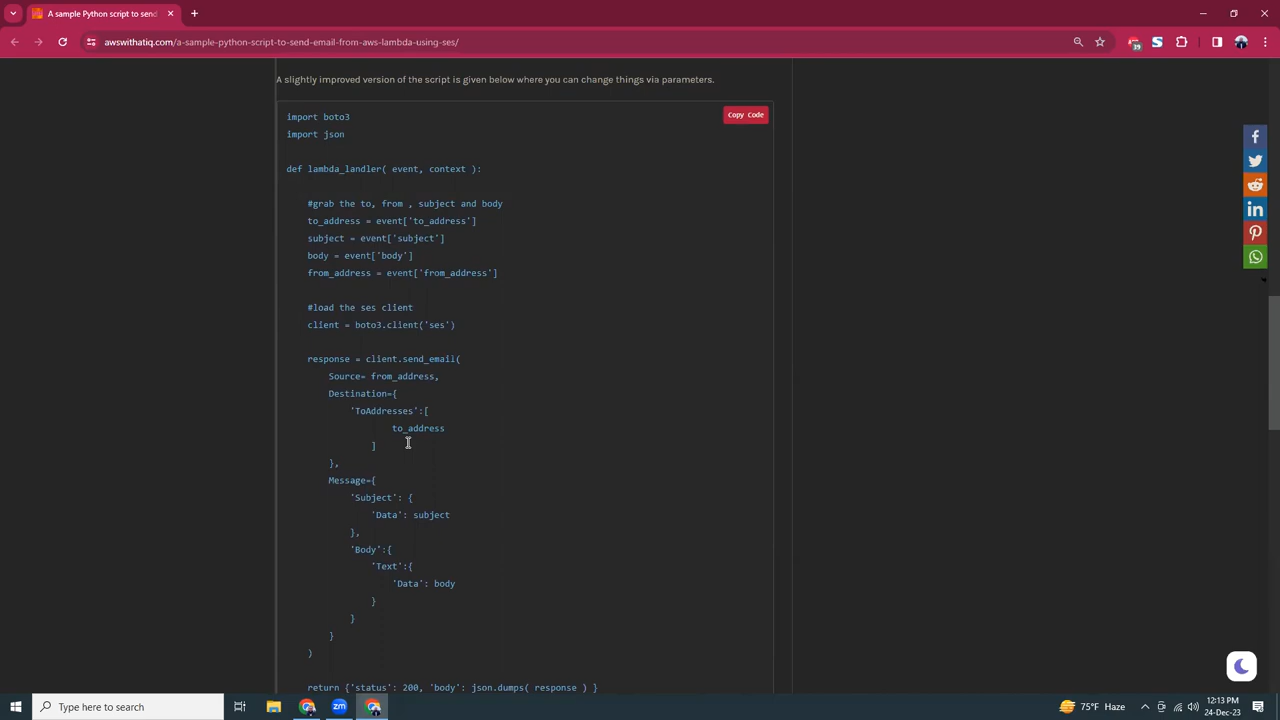 A sample Python script to send
awswithatiq.com/a-sample-python-script-to-send-email-from-aws-lambda-using-ses/
39
A slightly improved version of the script is given below where you can change things via parameters.
Copy Code
import boto3
import json
def lambda_landler( event, context ):
#grab the to, from , subject and body
to_address = event['to_address']
subject = event['subject']
body = event['body']
from_address = event['from_address']
#load the ses client
client = boto3.client('ses')
response = client.send_email(
Source= from_address,
Destination={
'ToAddresses':[
to_address
]
},
Message={
'Subject': {
'Data': subject
},
'Body':{
'Text':{
'Data': body
}
}
}
)
return {'status': 200, 'body': json.dumps( response ) }
Type here to search
zm
75°F Haze
12:13 PM
24-Dec-23